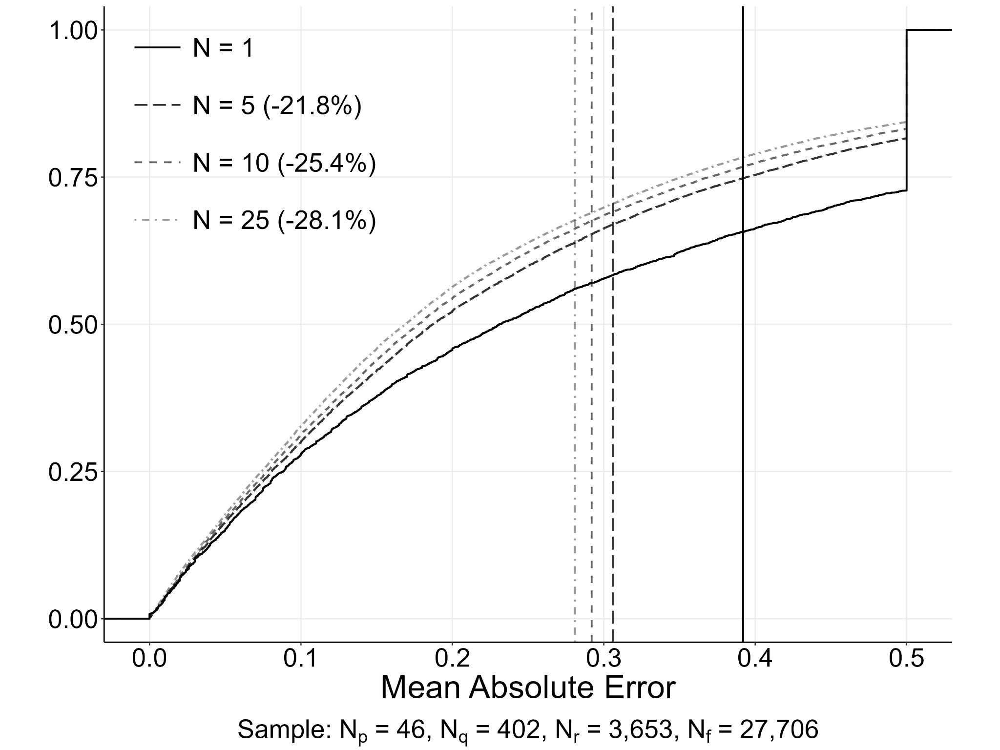 1.00
0.75
0.50
0.25
0.00
N = 1
N = 5 (-21.8%)
N = 10 (-25.4%)
N = 25 (-28.1%)
0.0 0.1 0.2 0.3 0.4 0.5
Mean Absolute Error
Sample: Np = 46, Nq = 402, Nr = 3,653, Nf = 27,706